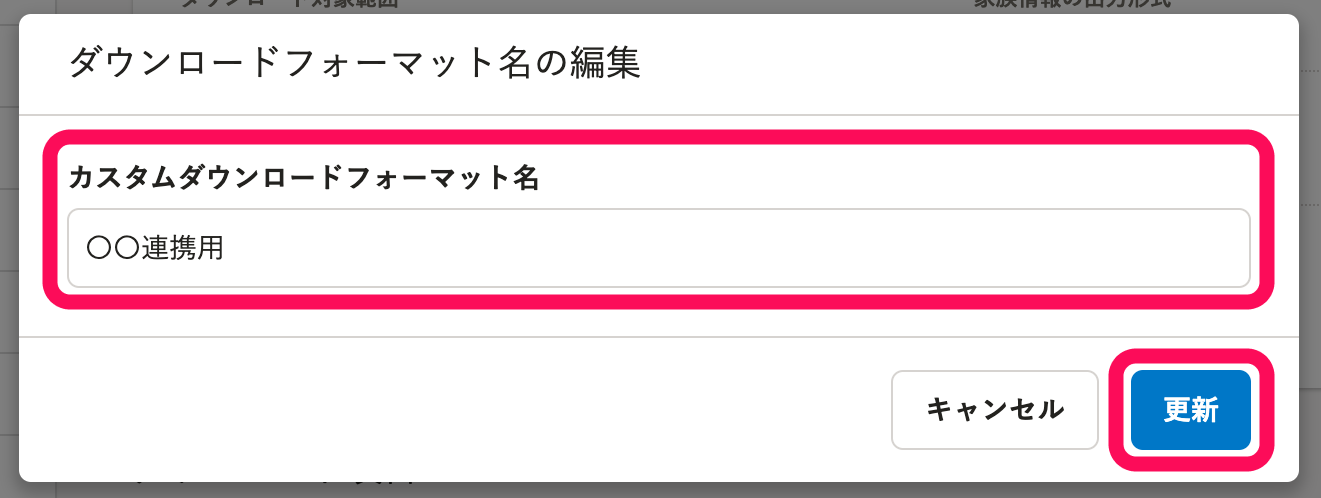 ダウンロード対象範囲
家族情報の出力形式
ダウンロードフォーマット名の編集
カスタムダウンロードフォーマット名
〇〇連携用
キャンセル
更新